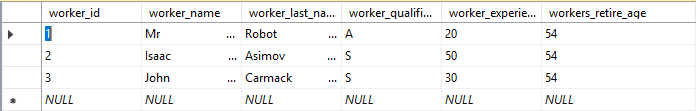 worker_id worker_name worker_last_na... worker_qualifi... worker_experie... workers_retire_age
1 Mr ... Robot ... A 20 54
2 Isaac ... Asimov ... S 50 54
3 John ... Carmack ... S 30 54
NULL NULL NULL NULL NULL NULL